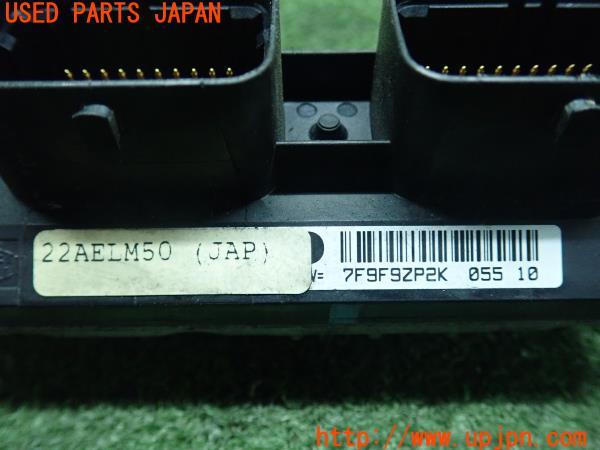 USED PARTS JAPAN
22AELM50 (JAP)
W= 7F9F9ZP2K 055 10
http://www.upjpn.com